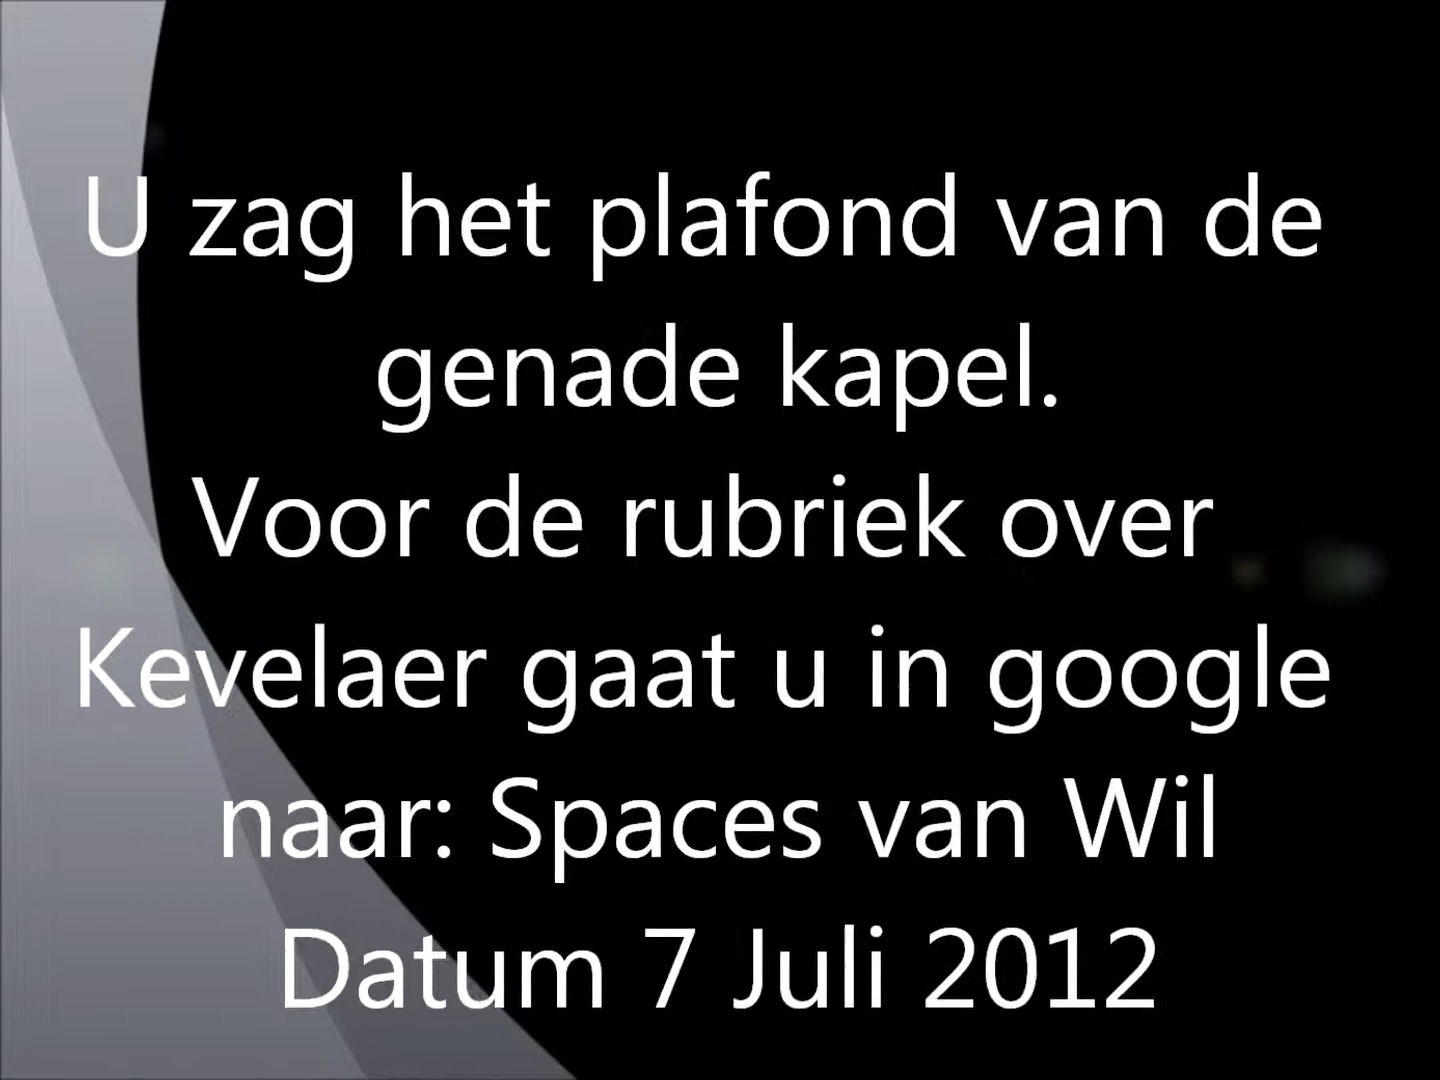 U zag het plafond van de
genade kapel.
Voor de rubriek over
Kevelaer gaat u in google
naar: Spaces van Wil
Datum 7 Juli 2012